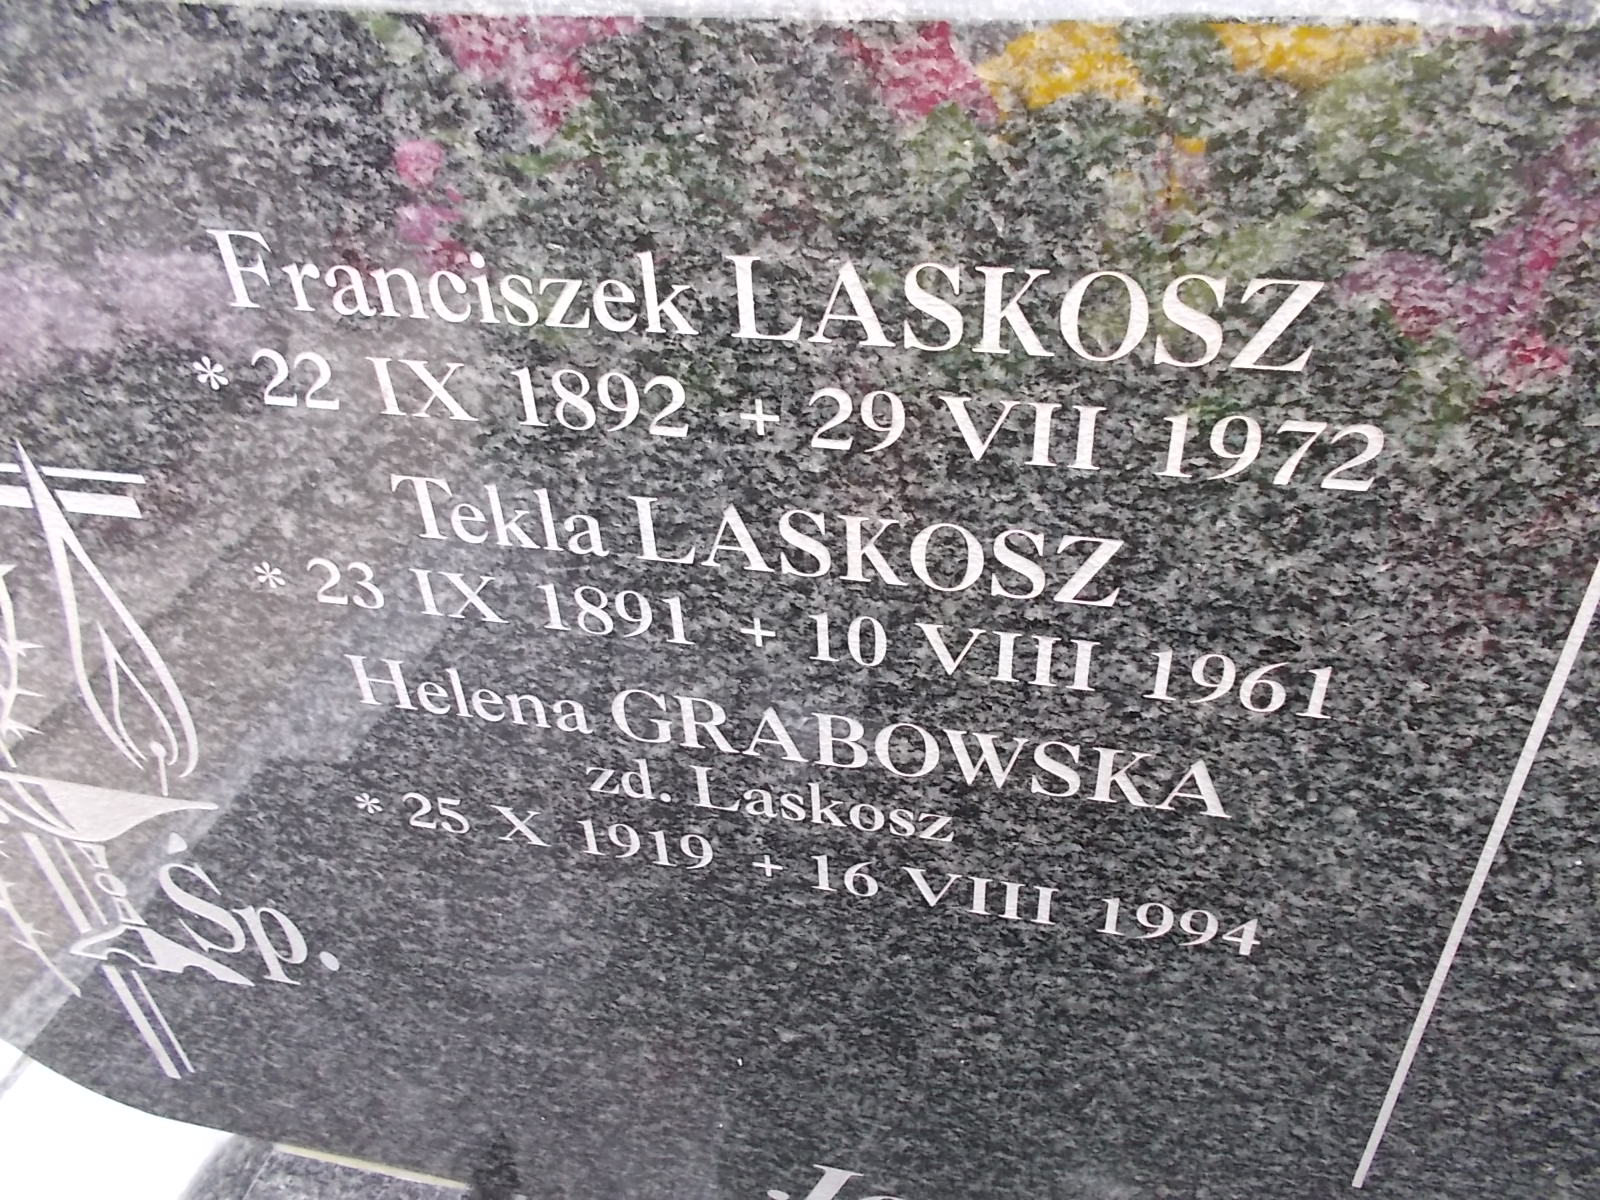 Franciszek LASKOSZ
* 22 IX 1892 + 29 VII 1972
Tekla LASKOSZ
* 23 IX 1891 + 10 VIII 1961
Helena GRABOWSKA
zd. Laskosz
* 25 X 1919 + 16 VIII 1994
Śp.